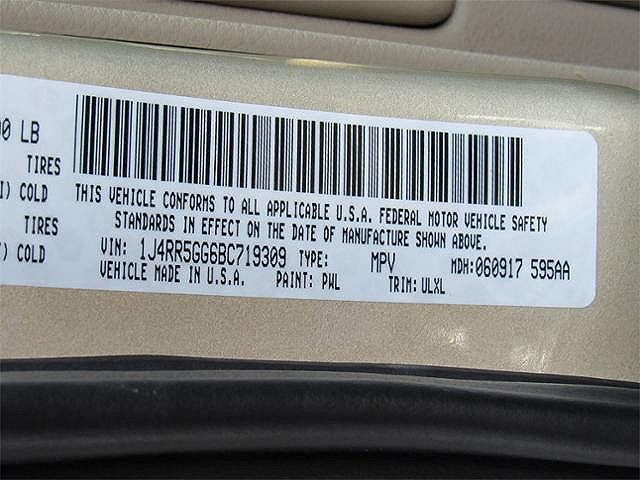 00 LB
TIRES
I) COLD
THIS VEHICLE CONFORMS TO ALL APPLICABLE U.S.A. FEDERAL MOTOR VEHICLE SAFETY
TIRES
STANDARDS IN EFFECT ON THE DATE OF MANUFACTURE SHOWN ABOVE.
) COLD
VIN: 1J4RR5GG6BC719309 TYPE: MPV MDH:060917 595AA
VEHICLE MADE IN U.S.A. PAINT: PWL TRIM: ULXL